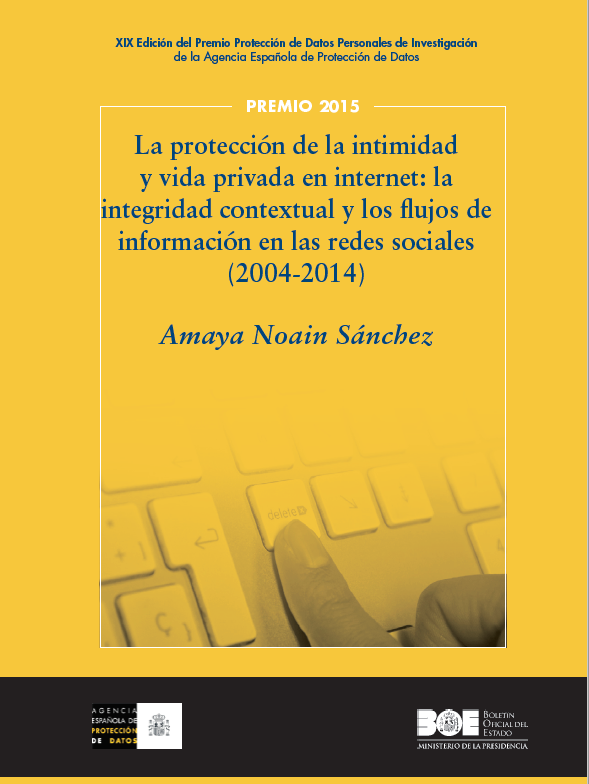 XIX Edición del Premio Protección de Datos Personales de Investigación
de la Agencia Española de Protección de Datos
PREMIO 2015
La protección de la intimidad
y vida privada en internet: la
integridad contextual y los flujos de
información en las redes sociales
(2004-2014)
Amaya Noain Sánchez
delete
+
Ç
AGENCIA
ESPAÑOLA DE
PROTECCIÓN
DE DATOS
BOE
BOLETÍN
OFICIAL DEL
ESTADO
MINISTERIO DE LA PRESIDENCIA